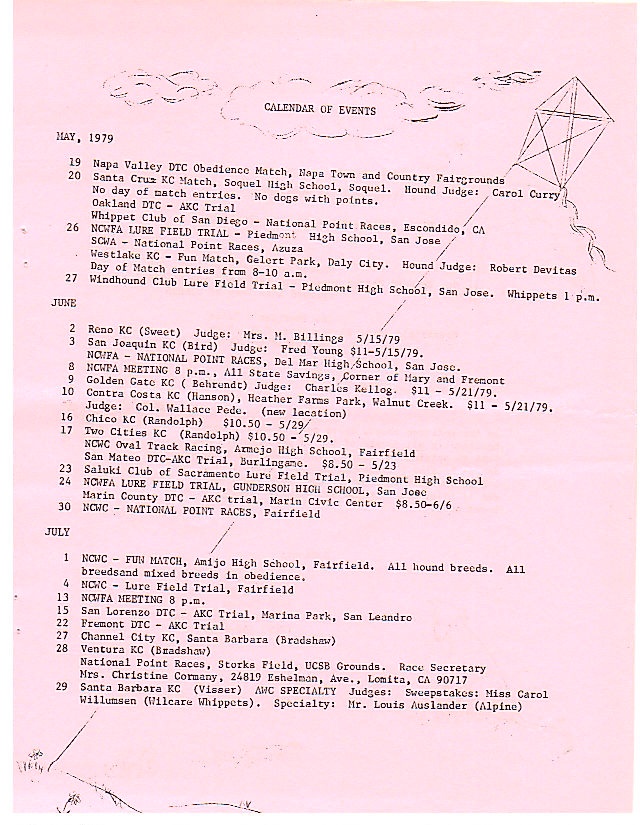 CALENDAR OF EVENTS
MAY, 1979
19 Napa Valley DTC Obedience Match, Napa Town and Country Fairgrounds
20 Santa Cruz KC Match, Soquel High School, Soquel. Hound Judge: Carol Curry
No day of match entries. No dogs with points.
Oakland DTC - AKC Trial
Whippet Club of San Diego - National Point Races, Escondido, CA
26 NCWFA LURE FIELD TRIAL - Piedmont High School, San Jose
SCWA - National Point Races, Azuza
Westlake KC - Fun Match, Gelert Park, Daly City. Hound Judge: Robert Devitas
Day of Match entries from 8-10 a.m.
27 Windhound Club Lure Field Trial - Piedmont High School, San Jose. Whippets 1 p.m.
JUNE
2 Reno KC (Sweet) Judge: Mrs. M. Billings 5/15/79
3 San Joaquin KC (Bird) Judge: Fred Young $11-5/15/79.
NCWFA - NATIONAL POINT RACES, Del Mar High School, San Jose.
8 NCWFA MEETING 8 p.m., All State Savings, Corner of Mary and Fremont
9 Golden Gate KC ( Behrendt) Judge: Charles Kellog. $11 - 5/21/79.
10 Contra Costa KC (Hanson), Heather Farms Park, Walnut Creek. $11 - 5/21/79.
Judge: Col. Wallace Pede. (new location)
16 Chico KC (Randolph) $10.50 - 5/29
17 Two Cities KC (Randolph) $10.50 - 5/29.
NCWC Oval Track Racing, Armejo High School, Fairfield
San Mateo DTC-AKC Trial, Burlingame. $8.50 - 5/23
23 Saluki Club of Sacramento Lure Field Trial, Piedmont High School
24 NCWFA LURE FIELD TRIAL, GUNDERSON HIGH SCHOOL, San Jose
Marin County DTC - AKC trial, Marin Civic Center $8.50-6/6
30 NCWC - NATIONAL POINT RACES, Fairfield
JULY
1 NCWC - FUN MATCH, Amijo High School, Fairfield. All hound breeds. All
breedsand mixed breeds in obedience.
4 NCWC - Lure Field Trial, Fairfield
13 NCWFA MEETING 8 p.m.
15 San Lorenzo DTC - AKC Trial, Marina Park, San Leandro
22 Fremont DTC - AKC Trial
27 Channel City KC, Santa Barbara (Bradshaw)
28 Ventura KC (Bradshaw)
National Point Races, Storks Field, UCSB Grounds. Race Secretary
Mrs. Christine Cormany, 24819 Eshelman, Ave., Lomita, CA 90717
29 Santa Barbara KC (Visser) AWC SPECIALTY Judges: Sweepstakes: Miss Carol
Willumsen (Wilcare Whippets). Specialty: Mr. Louis Auslander (Alpine)